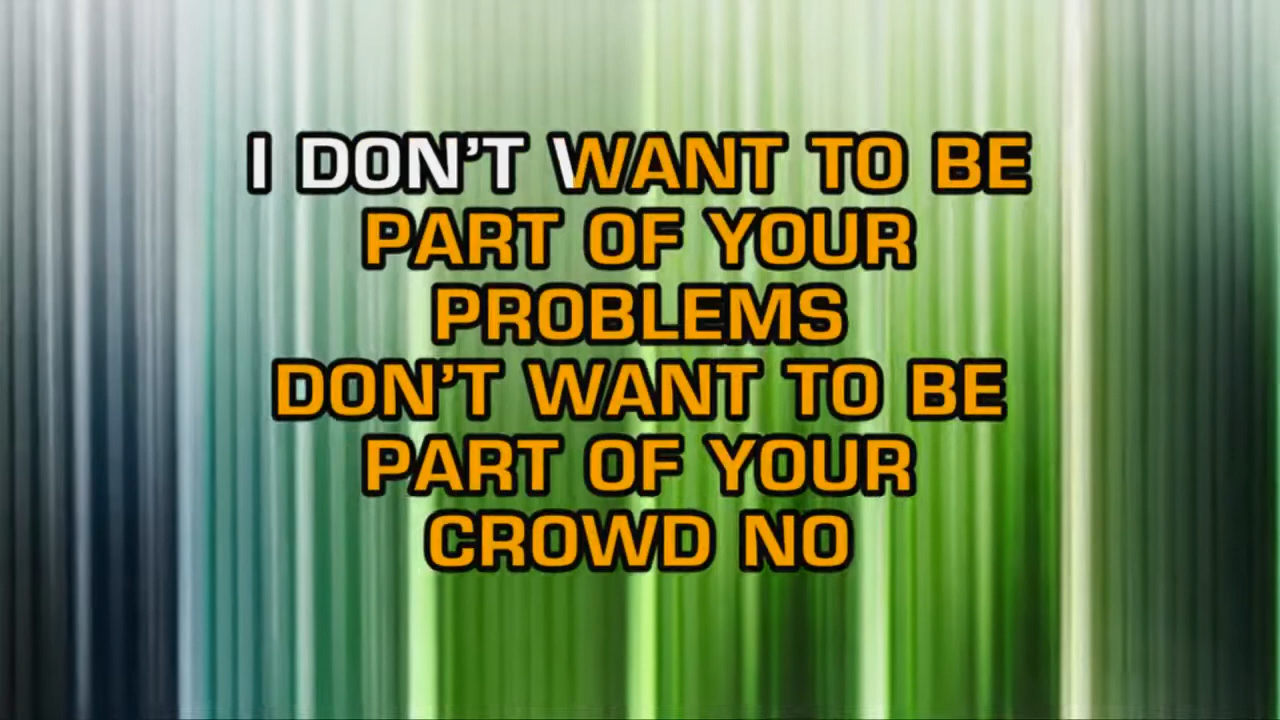 I DON'T WANT TO BE
PART OF YOUR
PROBLEMS
DON'T WANT TO BE
PART OF YOUR
CROWD NO